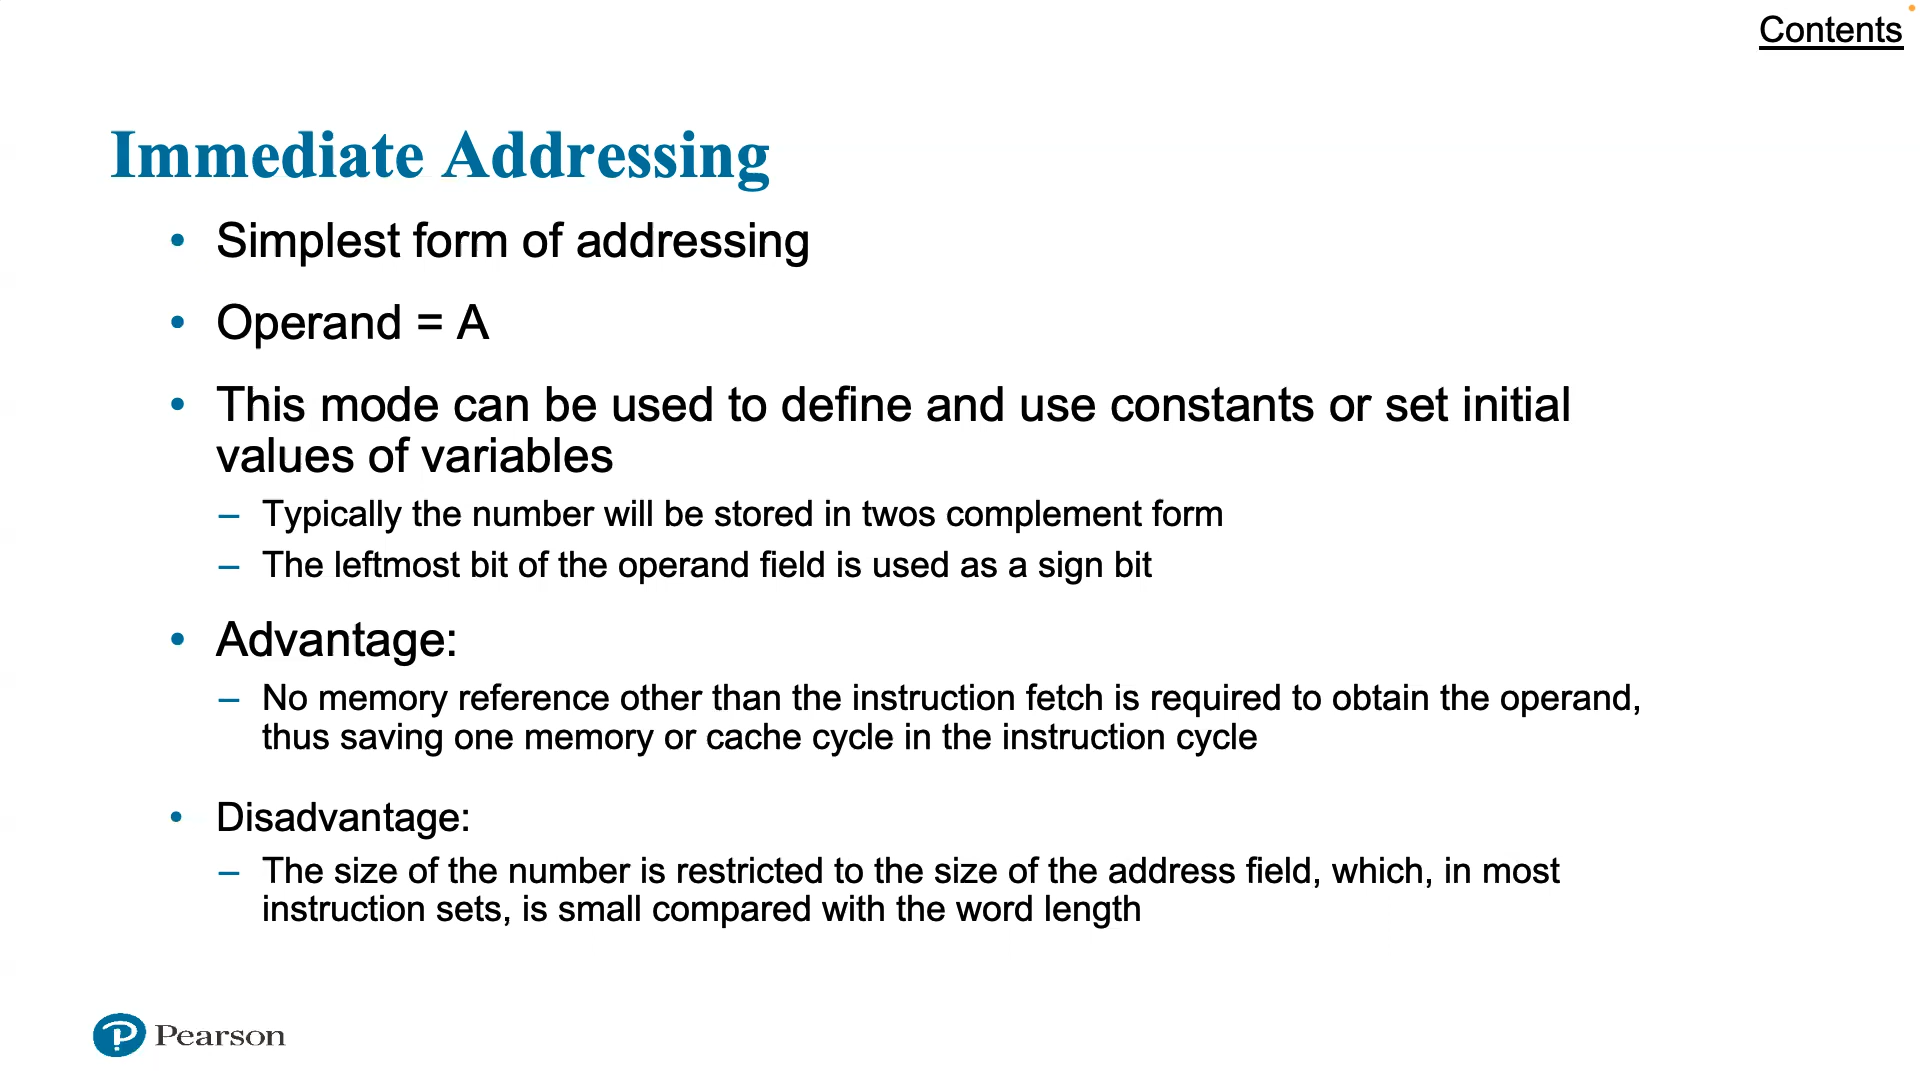 Contents
Immediate Addressing
• Simplest form of addressing
• Operand = A
• This mode can be used to define and use constants or set initial
values of variables
– Typically the number will be stored in twos complement form
– The leftmost bit of the operand field is used as a sign bit
• Advantage:
– No memory reference other than the instruction fetch is required to obtain the operand,
thus saving one memory or cache cycle in the instruction cycle
• Disadvantage:
– The size of the number is restricted to the size of the address field, which, in most
instruction sets, is small compared with the word length
Pearson